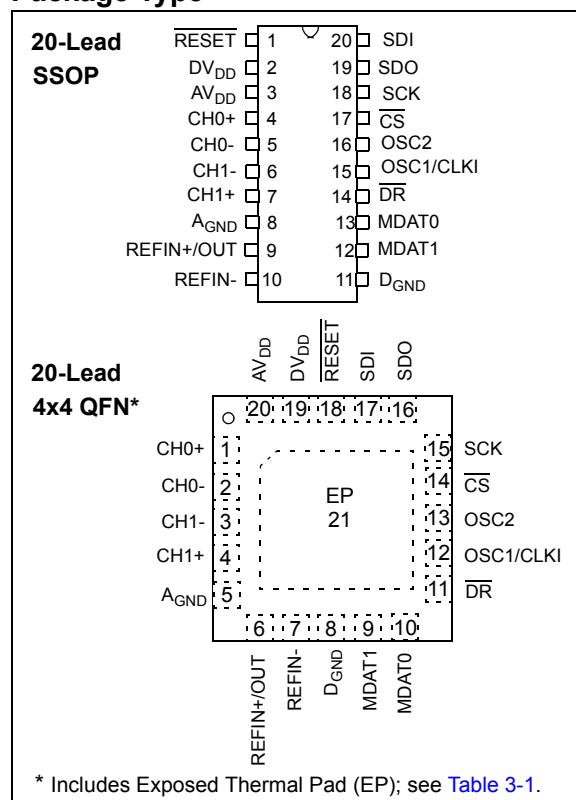 20-Lead
SSOP
RESET 1 20 SDI
DVDD 2 19 SDO
AVDD 3 18 SCK
CH0+ 4 17 CS
CH0- 5 16 OSC2
CH1- 6 15 OSC1/CLKI
CH1+ 7 14 DR
AGND 8 13 MDAT0
REFIN+/OUT 9 12 MDAT1
REFIN- 10 11 DGND
20-Lead
4x4 QFN*
AVDD DVDD RESET SDI SDO
20 19 18 17 16
CH0+ 1 15 SCK
CH0- 2 14 CS
EP
21
CH1- 3 13 OSC2
CH1+ 4 12 OSC1/CLKI
AGND 5 11 DR
6 7 8 9 10
REFIN+/OUT REFIN- DGND MDAT1 MDAT0
* Includes Exposed Thermal Pad (EP); see Table 3-1.